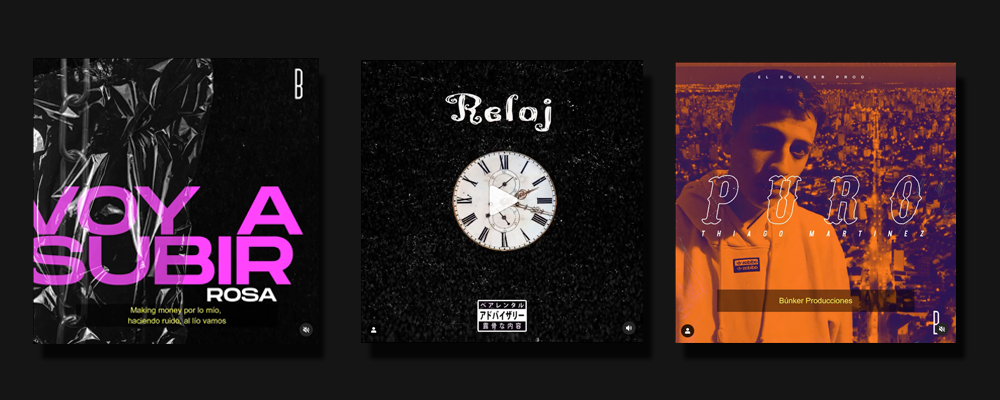 B
VOY A
SUBIR
ROSA
Making money por lo mio,
haciendo ruido, al lío vamos
Reloj
ペアレンタル
アドバイザリー
露骨な内容
EL BUNKER PROD
PURO
THIAGO MARTINEZ
Búnker Producciones